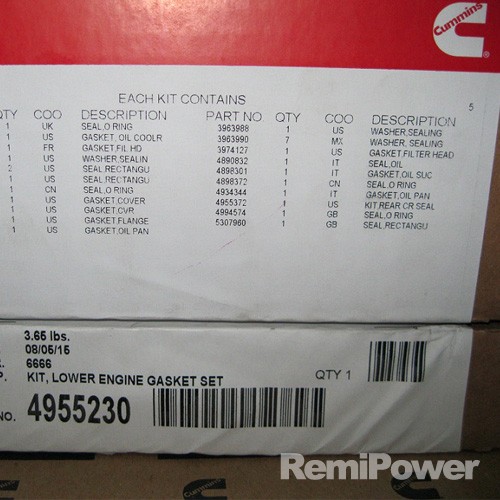 Cummins
5
EACH KIT CONTAINS
QTY COO DESCRIPTION PART NO. QTY COO DESCRIPTION
1 UK SEAL,O RING 3963988 1 US WASHER,SEALING
1 US GASKET, OIL COOLR 3963990 7 MX WASHER, SEALING
1 FR GASKET,FIL HD 3974127 1 US GASKET,FILTER HEAD
1 US WASHER,SEALIN 4890832 1 IT SEAL,OIL
2 US SEAL,RECTANGU 4898301 1 IT GASKET,OIL SUC
1 US SEAL,RECTANGU 4898372 1 CN SEAL,O RING
1 CN SEAL,O RING 4934344 1 IT GASKET,OIL PAN
1 US GASKET,COVER 4955372 1 US KIT,REAR CR SEAL
1 US GASKET,CVR 4994574 1 GB SEAL,O RING
1 US GASKET,FLANGE 5307960 1 GB SEAL,RECTANGU
1 US GASKET,OIL PAN
3.65 lbs.
08/05/15
6666
P. KIT, LOWER ENGINE GASKET SET QTY 1
NO. 4955230
RemiPower